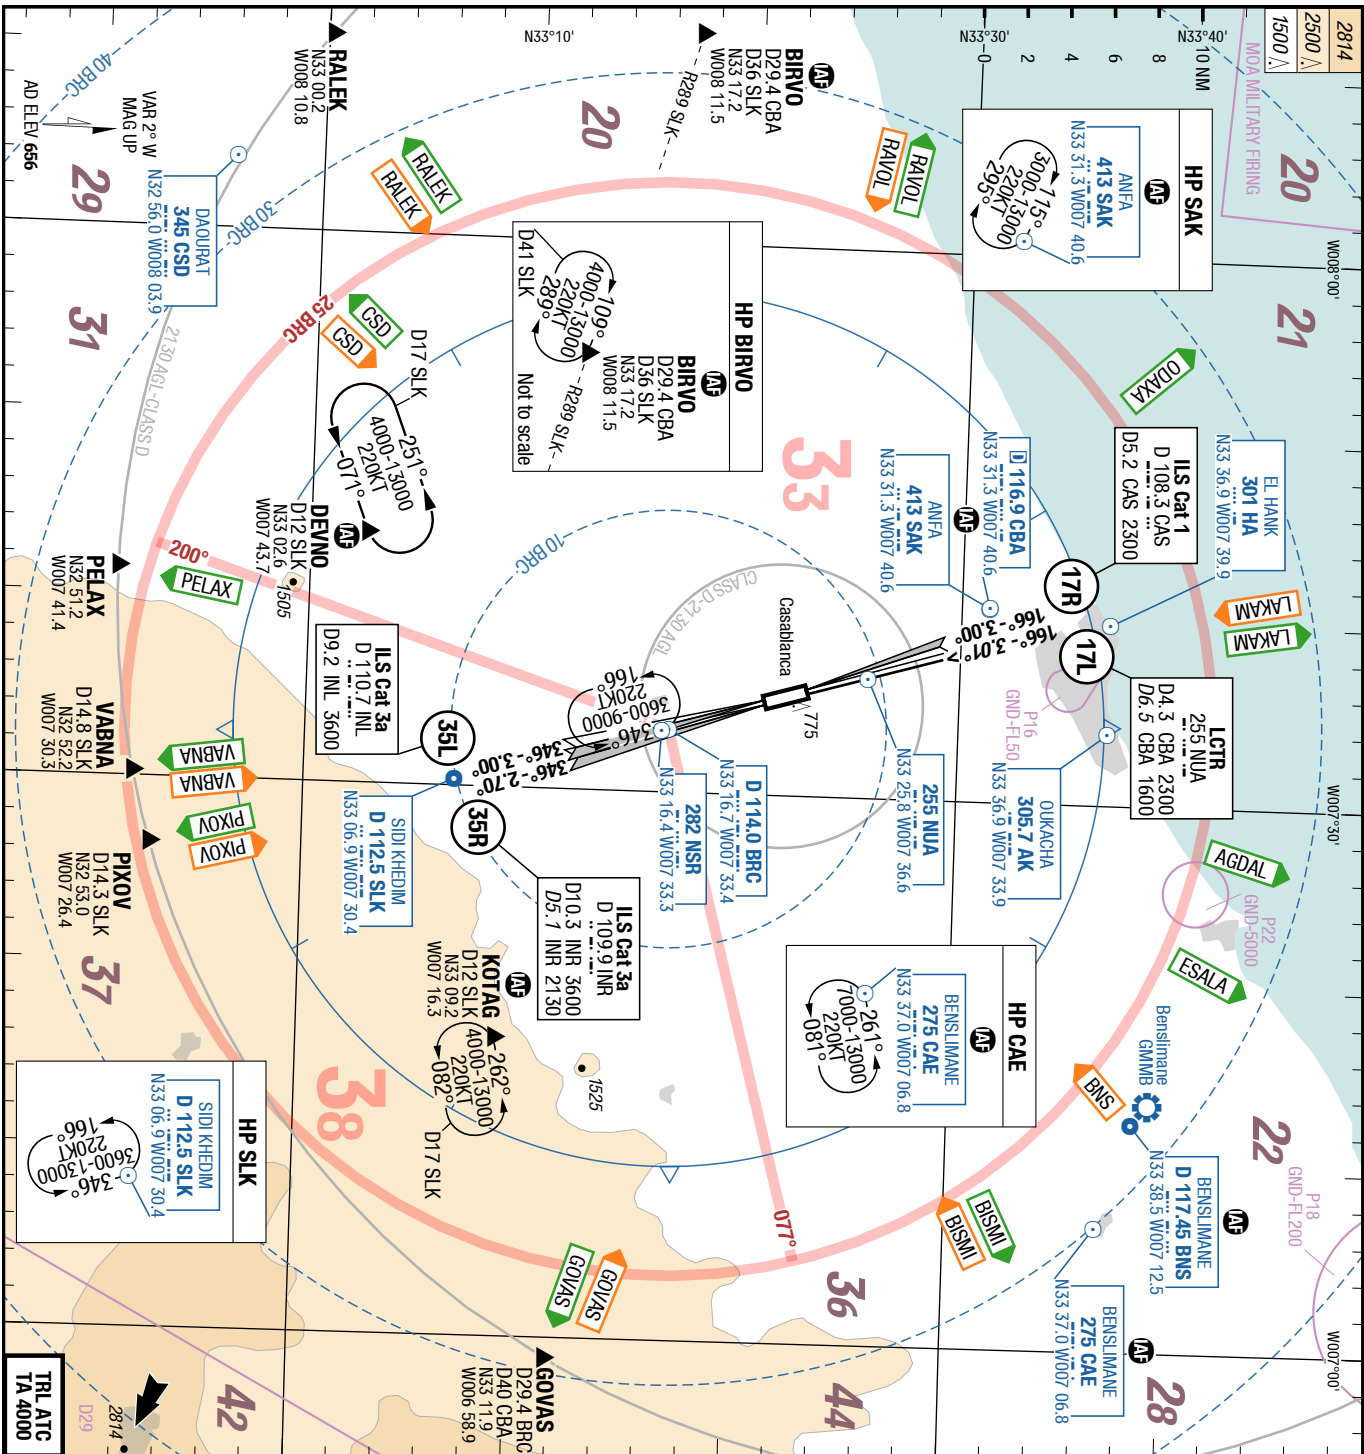 2814
2500
1500
MOA MILITARY FIRING
20
N33°40'
10 NM
8
6
4
2
0
N33°30'
N33°10'
W008°00'
W007°30'
W007°00'
HP SAK
IAF
ANFA
413 SAK
N33 31.3 W007 40.6
115°
3000-13000
220KT
295°
21
ODAXA
RAVOL
RAVOL
IAF
BIRVO
D29.4 CBA
D36 SLK
N33 17.2
W008 11.5
R289 SLK
20
RALEK
N33 00.2
W008 10.8
RALEK
RALEK
40 BRC
VAR 2° W
MAG UP
AD ELEV 656
29
30 BRC
DAOURAT
345 CSD
N32 56.0 W008 03.9
31
2130 AGL-CLASS D
25 BRC
CSD
CSD
HP BIRVO
IAF
BIRVO
D29.4 CBA
D36 SLK
N33 17.2
W008 11.5
R289 SLK
109°
4000-13000
220KT
289°
D41 SLK
Not to scale
D17 SLK
251°
4000-13000
220KT
071°
IAF
DEVNO
D12 SLK
N33 02.6
W007 43.7
1505
200°
PELAX
PELAX
N32 51.2
W007 41.4
33
EL HANK
301 HA
N33 36.9 W007 39.9
ILS Cat 1
D 108.3 CAS
D5.2 CAS 2300
D 116.9 CBA
N33 31.3 W007 40.6
IAF
ANFA
413 SAK
N33 31.3 W007 40.6
LAKAM
LAKAM
17R
17L
166°-3.00°
166°-3.01°
LCTR
255 NUA
D4.3 CBA 2300
D6.5 CBA 1600
P16
GND-FL50
OUKACHA
305.7 AK
N33 36.9 W007 33.9
255 NUA
N33 25.8 W007 36.6
10 BRC
CLASS D-2130 AGL
Casablanca
775
D 114.0 BRC
N33 16.7 W007 33.4
282 NSR
N33 16.4 W007 33.3
346°
3600-9000
220KT
166°
346°-3.00°
346°-2.70°
35L
35R
ILS Cat 3a
D 110.7 INL
D9.2 INL 3600
ILS Cat 3a
D 109.9 INR
D10.3 INR 3600
D5.1 INR 2130
SIDI KHEDIM
D 112.5 SLK
N33 06.9 W007 30.4
VABNA
D14.8 SLK
N32 52.2
W007 30.3
VABNA
VABNA
PIXOV
PIXOV
PIXOV
D14.3 SLK
N32 53.0
W007 26.4
37
IAF
KOTAG
D12 SLK
N33 09.2
W007 16.3
262°
4000-13000
220KT
082°
D17 SLK
1525
38
AGDAL
P22
GND-5000
ESALA
HP CAE
IAF
BENSLIMANE
275 CAE
N33 37.0 W007 06.8
261°
7000-13000
220KT
081°
Benslimane
GMMB
BNS
22
P18
GND-FL200
IAF
BENSLIMANE
D 117.45 BNS
N33 38.5 W007 12.5
BISMI
BISMI
077°
IAF
BENSLIMANE
275 CAE
N33 37.0 W007 06.8
28
36
44
GOVAS
GOVAS
GOVAS
D29.4 BRC
D40 CBA
N33 11.9
W006 58.9
HP SLK
SIDI KHEDIM
D 112.5 SLK
N33 06.9 W007 30.4
346°
3600-13000
220KT
166°
42
D29
2814
TRL ATC
TA 4000